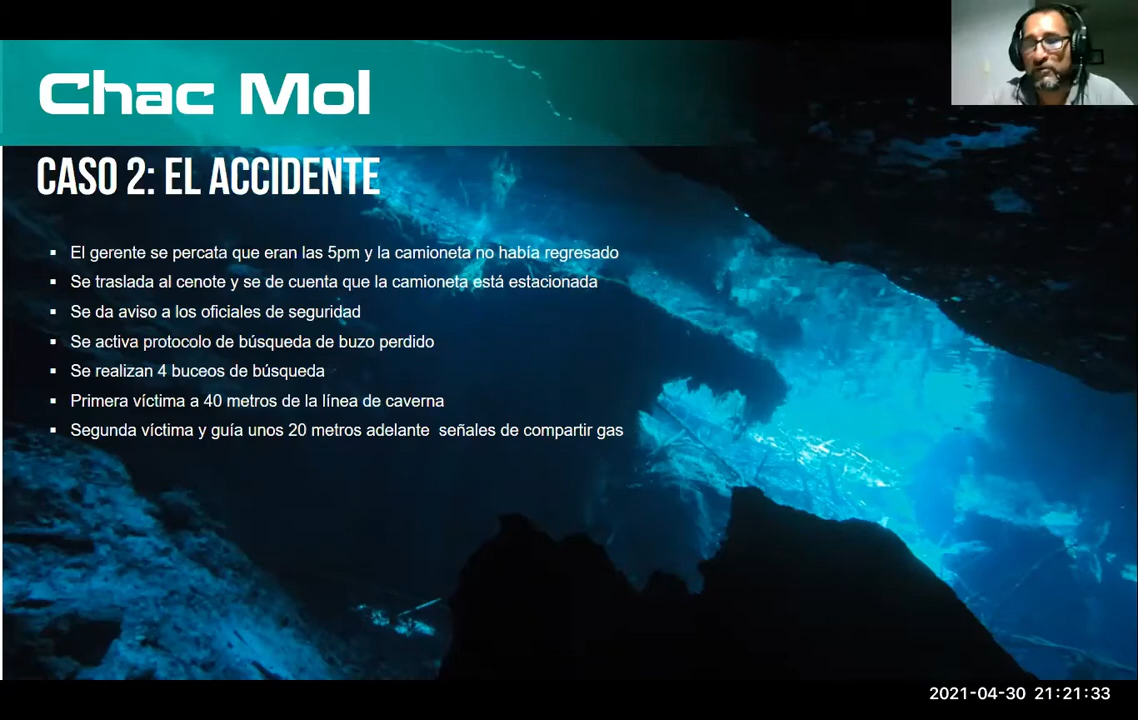 Chac Mol
CASO 2: EL ACCIDENTE
▪ El gerente se percata que eran las 5pm y la camioneta no había regresado
▪ Se traslada al cenote y se de cuenta que la camioneta está estacionada
▪ Se da aviso a los oficiales de seguridad
▪ Se activa protocolo de búsqueda de buzo perdido
▪ Se realizan 4 buceos de búsqueda
▪ Primera víctima a 40 metros de la línea de caverna
▪ Segunda víctima y guía unos 20 metros adelante señales de compartir gas
2021-04-30 21:21:33